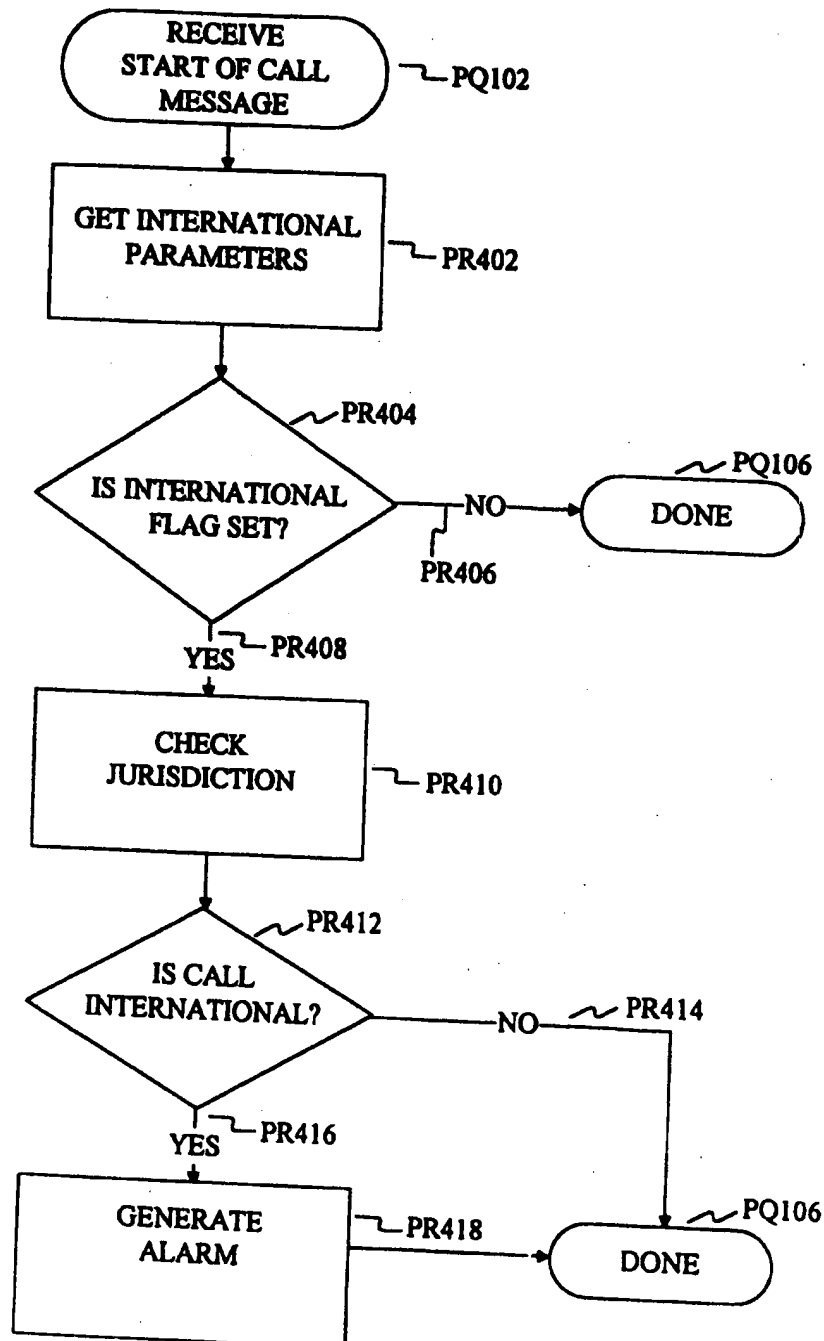 RECEIVE
START OF CALL
MESSAGE
PQ102
GET INTERNATIONAL
PARAMETERS
PR402
PR404
IS INTERNATIONAL
FLAG SET?
NO
PR406
PQ106
DONE
PR408
YES
CHECK
JURISDICTION
PR410
PR412
IS CALL
INTERNATIONAL?
NO
PR414
PR416
YES
GENERATE
ALARM
PR418
PQ106
DONE